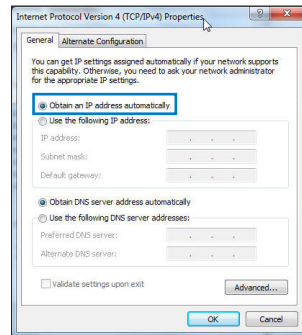 Internet Protocol Version 4 (TCP/IPv4) Properties
General
Alternate Configuration
You can get IP settings assigned automatically if your network supports
this capability. Otherwise, you need to ask your network administrator
for the appropriate IP settings.
Obtain an IP address automatically
Use the following IP address:
IP address:
Subnet mask:
Default gateway:
Obtain DNS server address automatically
Use the following DNS server addresses:
Preferred DNS server:
Alternate DNS server:
Validate settings upon exit
Advanced...
OK
Cancel